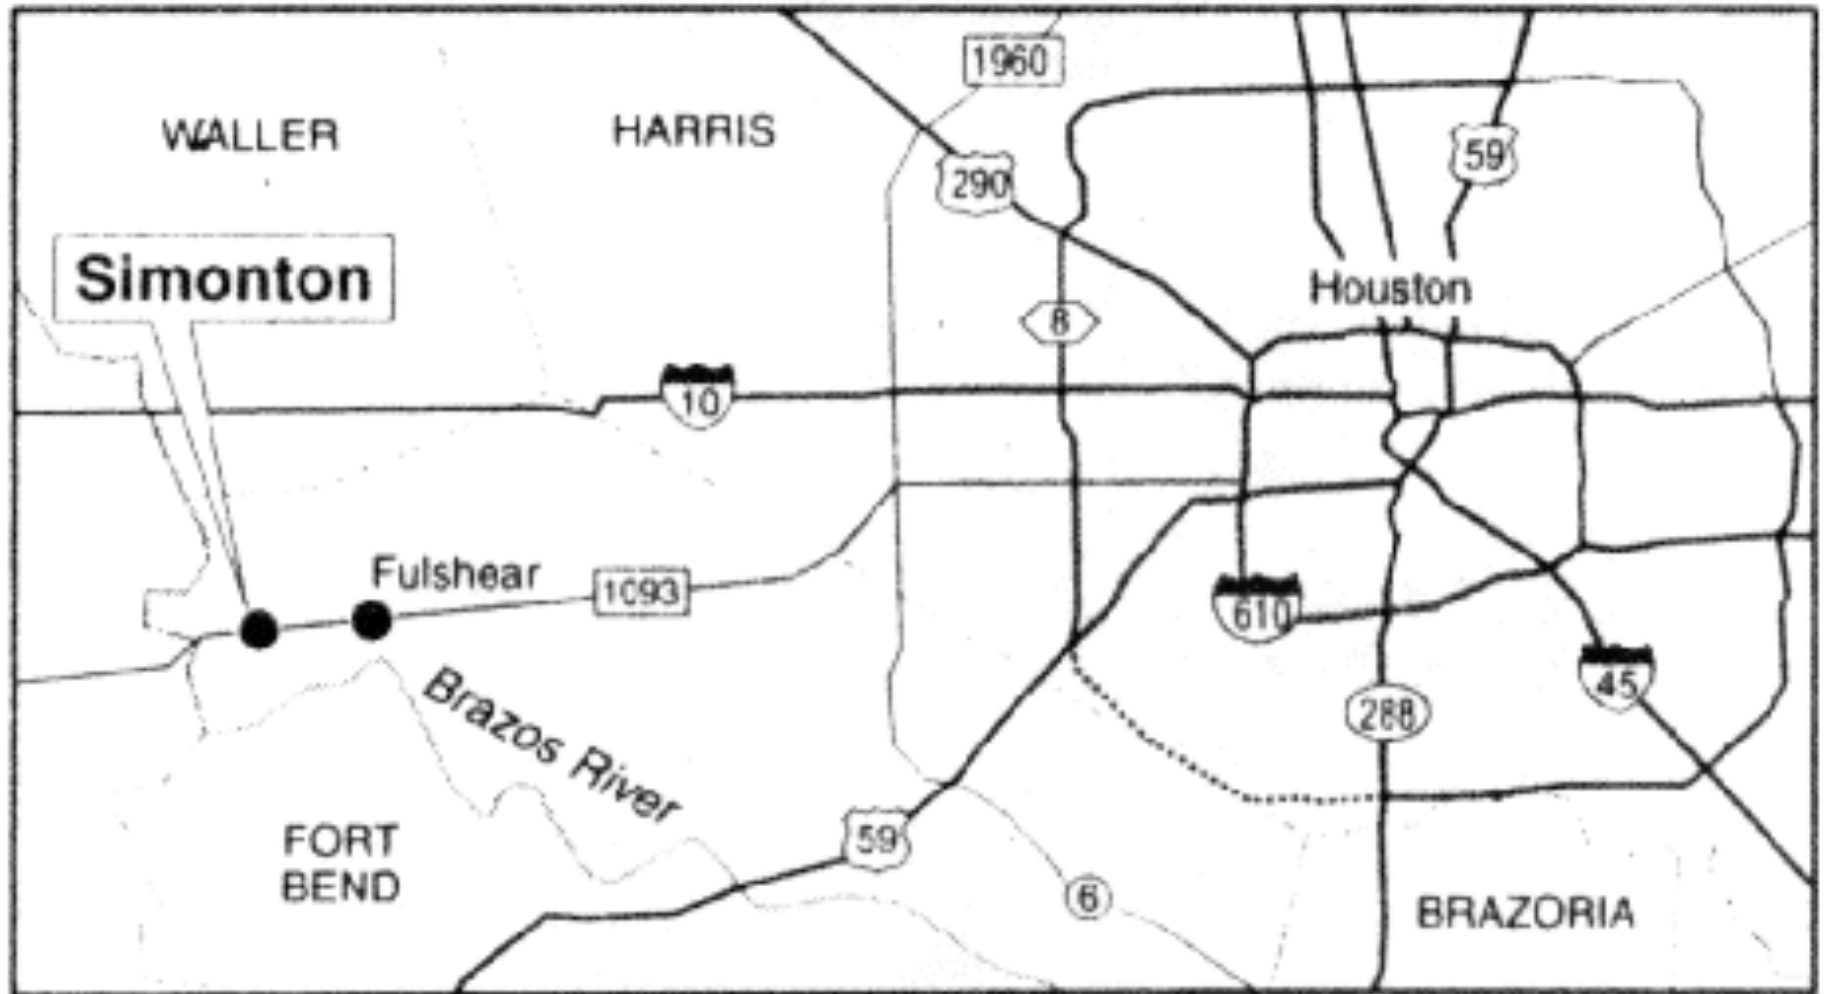 1960
WALLER
HARRIS
59
290
Simonton
Houston
8
10
Fulshear
1093
610
Brazos River
45
288
59
FORT
BEND
6
BRAZORIA